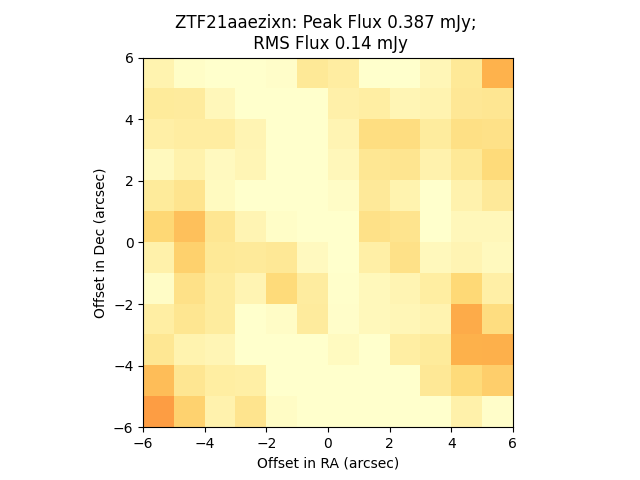 ZTF21aaezixn: Peak Flux 0.387 mJy;
RMS Flux 0.14 mJy
6
4
2
0
−2
−4
−6
Offset in Dec (arcsec)
−6 −4 −2 0 2 4 6
Offset in RA (arcsec)